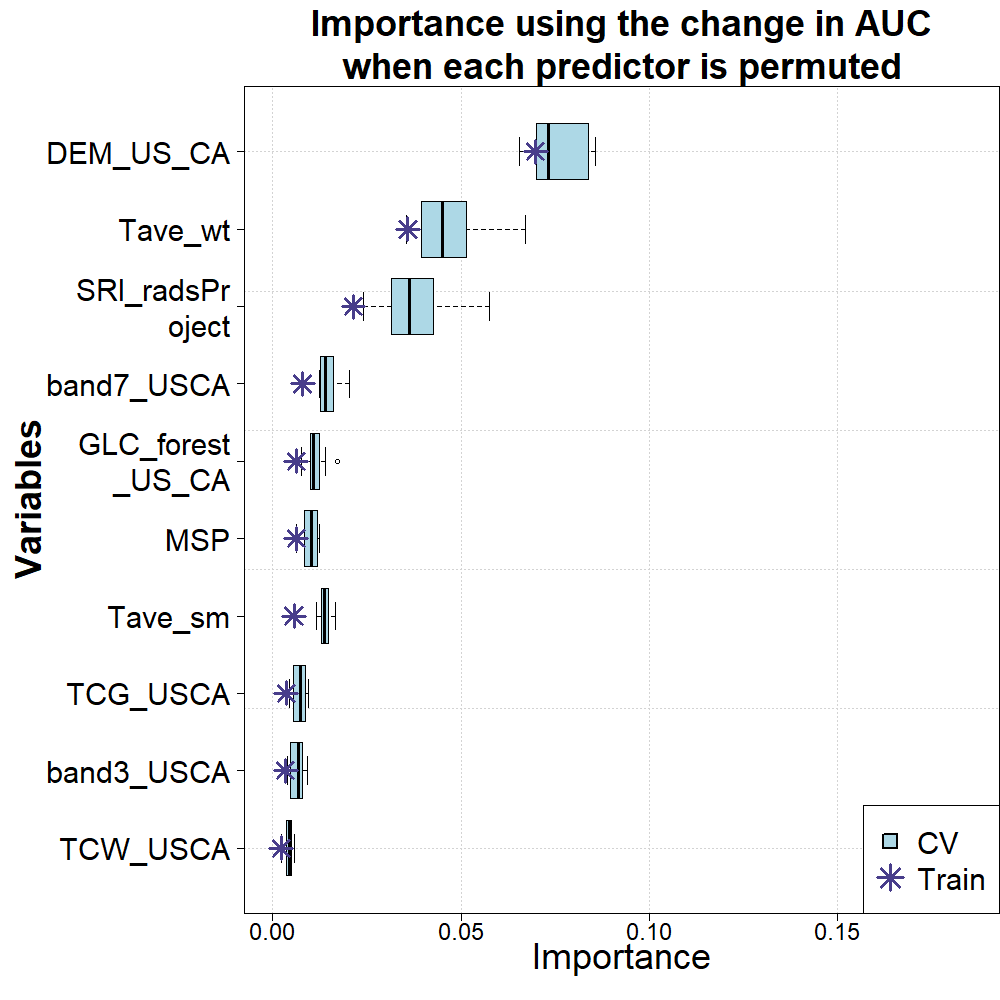 Importance using the change in AUC
when each predictor is permuted
Variables
DEM_US_CA
Tave_wt
SRI_radsPr
oject
band7_USCA
GLC_forest
_US_CA
MSP
Tave_sm
TCG_USCA
band3_USCA
TCW_USCA
CV
Train
0.00 0.05 0.10 0.15
Importance